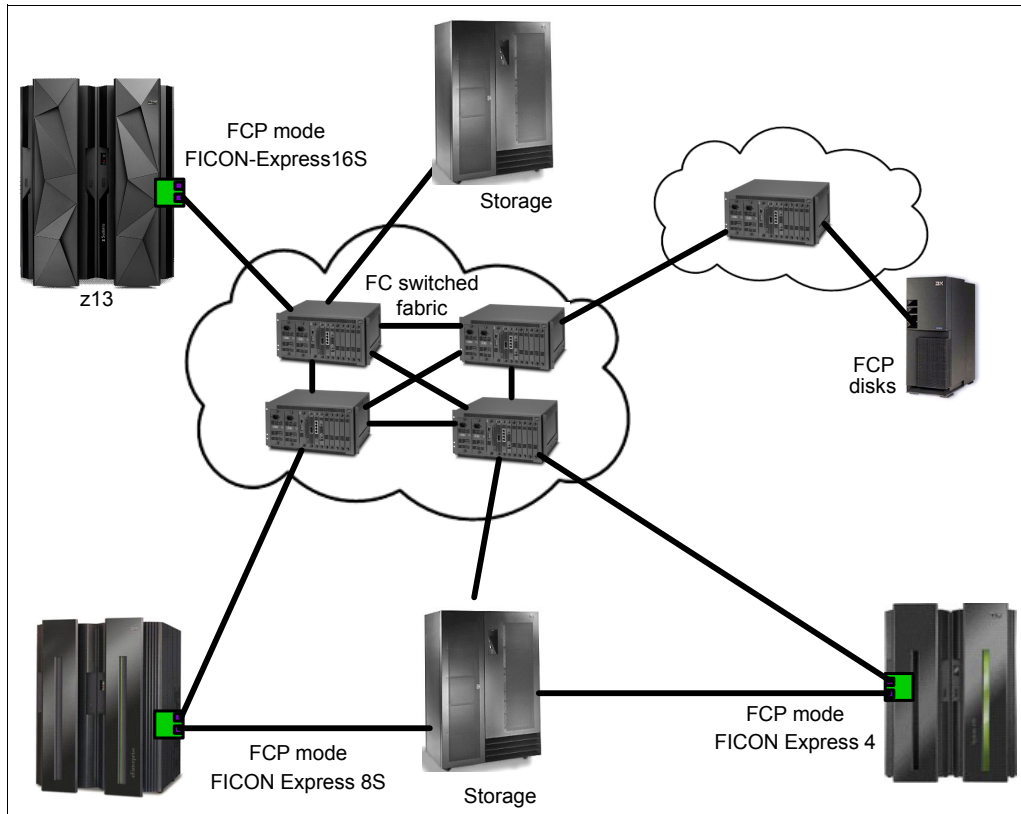 FCP mode
FICON-Express16S
Storage
z13
FC switched
fabric
FCP
disks
FCP mode
FICON Express 8S
Storage
FCP mode
FICON Express 4